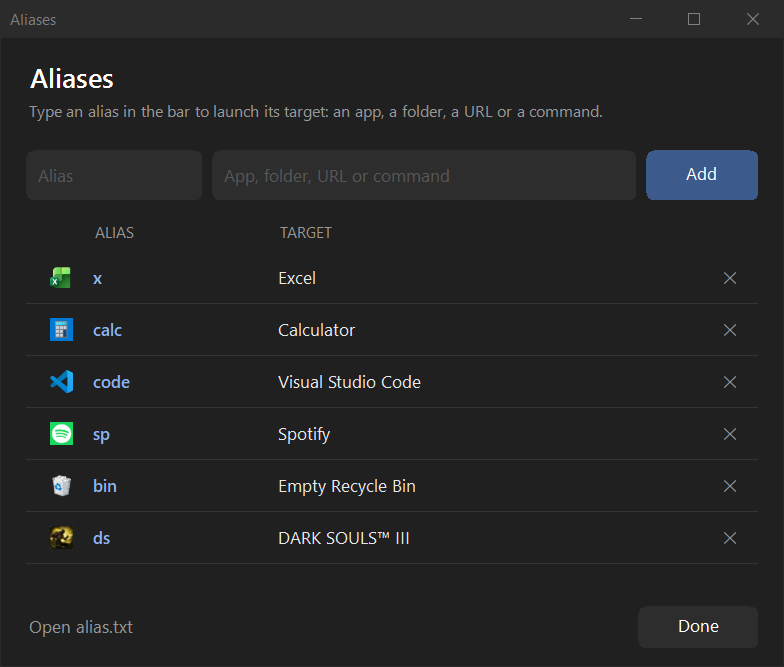 Aliases
Aliases
Type an alias in the bar to launch its target: an app, a folder, a URL or a command.
Alias
App, folder, URL or command
Add
ALIAS TARGET
x Excel
calc Calculator
code Visual Studio Code
sp Spotify
bin Empty Recycle Bin
ds DARK SOULS™ III
Open alias.txt
Done